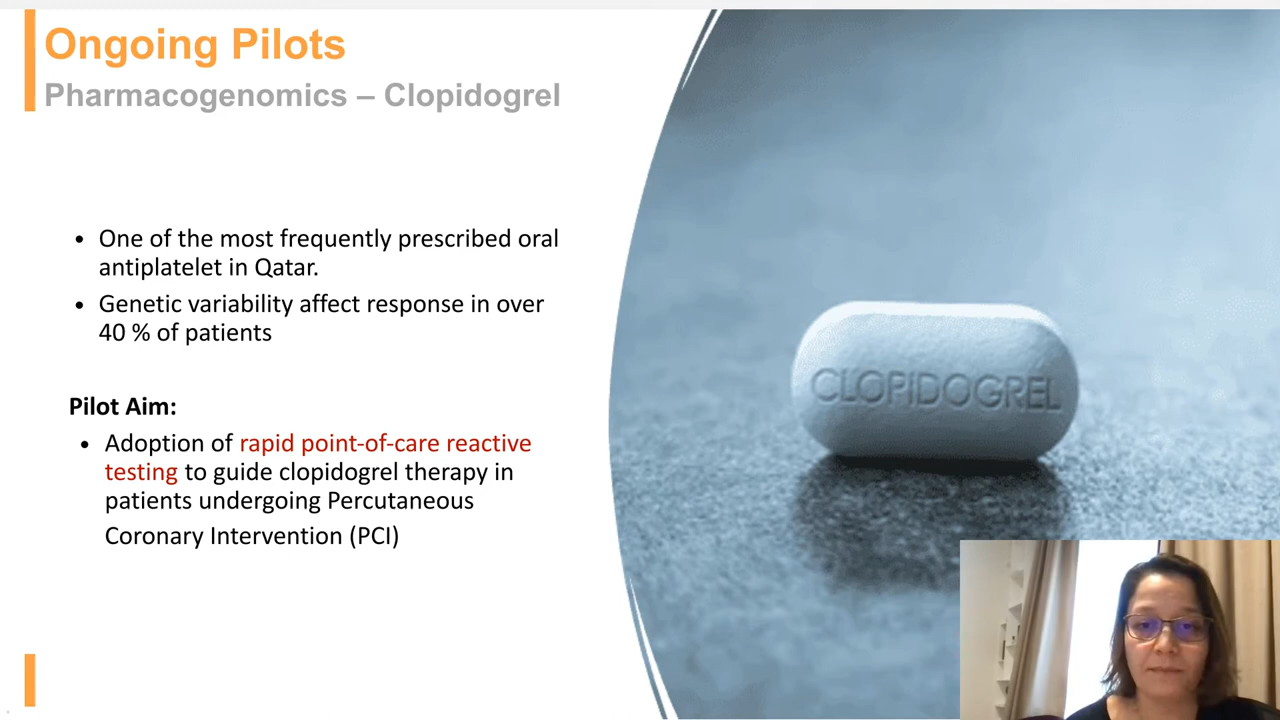 Ongoing Pilots
Pharmacogenomics – Clopidogrel
• One of the most frequently prescribed oral
antiplatelet in Qatar.
• Genetic variability affect response in over
40 % of patients
Pilot Aim:
• Adoption of rapid point-of-care reactive
testing to guide clopidogrel therapy in
patients undergoing Percutaneous
Coronary Intervention (PCI)
CLOPIDOGREL